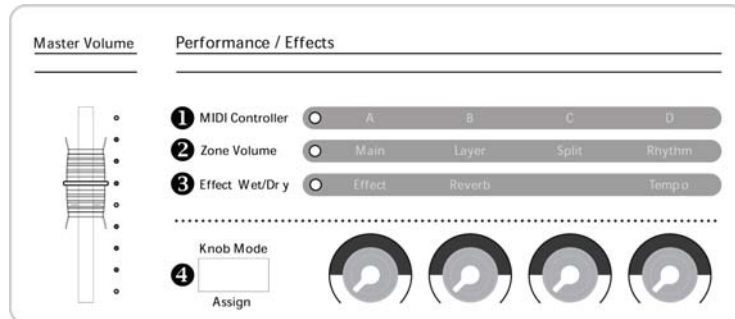 Master Volume
Performance / Effects
1 MIDI Controller A B C D
2 Zone Volume Main Layer Split Rhythm
3 Effect Wet/Dry Effect Reverb Tempo
Knob Mode
4
Assign